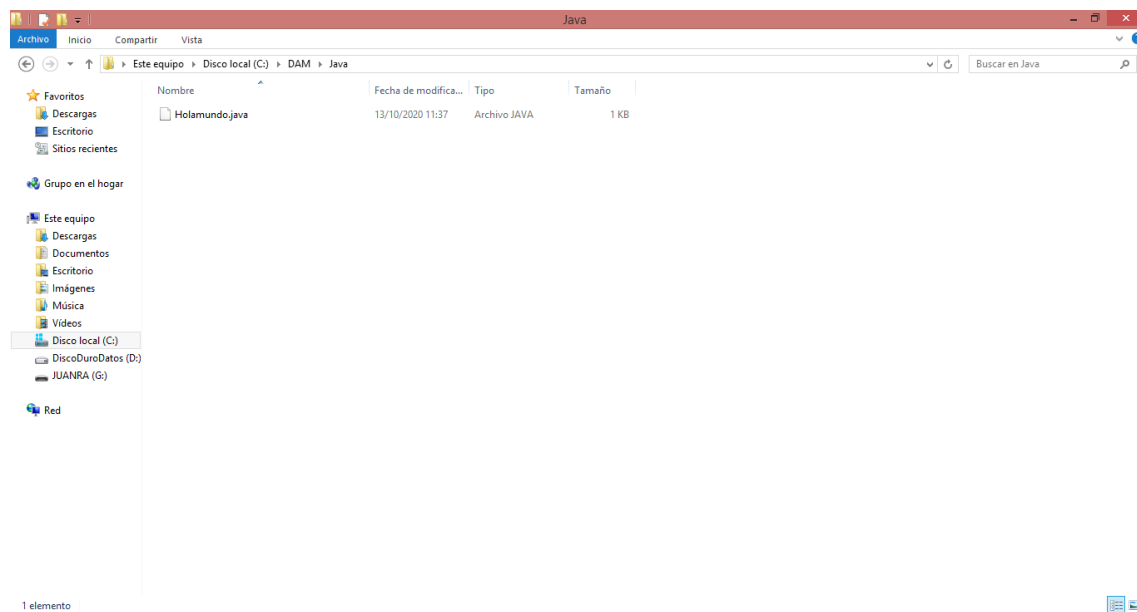 Java
Archivo Inicio Compartir Vista
Este equipo Disco local (C:) DAM Java
Buscar en Java
Nombre Fecha de modifica... Tipo Tamaño
Holamundo.java 13/10/2020 11:37 Archivo JAVA 1 KB
Favoritos
Descargas
Escritorio
Sitios recientes
Grupo en el hogar
Este equipo
Descargas
Documentos
Escritorio
Imágenes
Música
Vídeos
Disco local (C:)
DiscoDuroDatos (D:)
JUANRA (G:)
Red
1 elemento